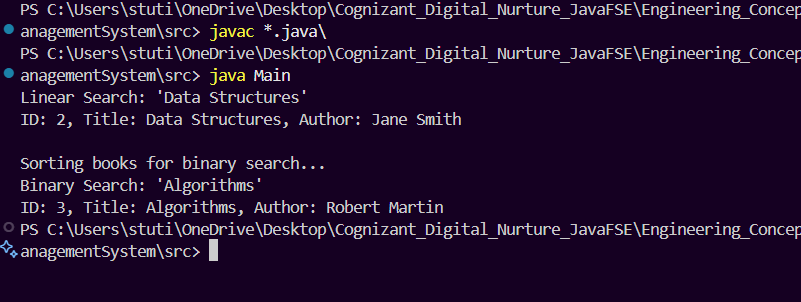 PS C:\Users\stuti\OneDrive\Desktop\Cognizant_Digital_Nurture_JavaFSE\Engineering_Concep
anagementSystem\src> javac *.java\
PS C:\Users\stuti\OneDrive\Desktop\Cognizant_Digital_Nurture_JavaFSE\Engineering_Concep
anagementSystem\src> java Main
Linear Search: 'Data Structures'
ID: 2, Title: Data Structures, Author: Jane Smith
Sorting books for binary search...
Binary Search: 'Algorithms'
ID: 3, Title: Algorithms, Author: Robert Martin
PS C:\Users\stuti\OneDrive\Desktop\Cognizant_Digital_Nurture_JavaFSE\Engineering_Concep
anagementSystem\src>